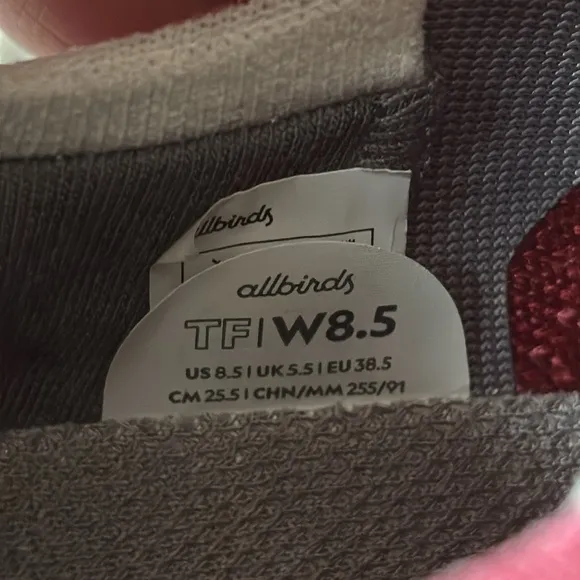 allbirds
allbirds
TF|W8.5
US 8.5 | UK 5.5 | EU 38.5
CM 25.5 | CHN/MM 255/91